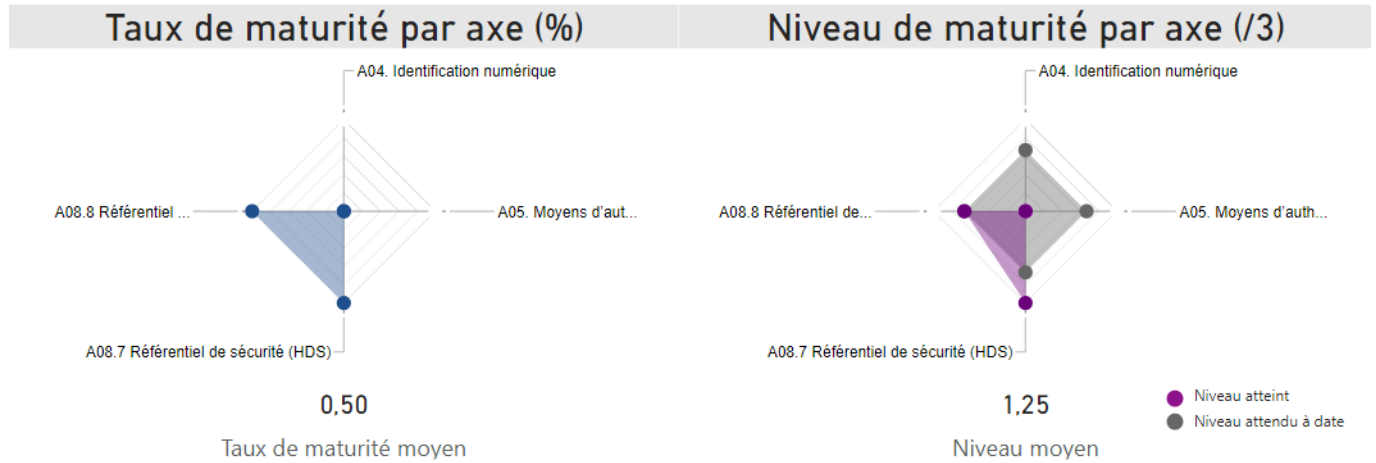 Taux de maturité par axe (%)
Niveau de maturité par axe (/3)
A04. Identification numérique
A08.8 Référentiel ...
A05. Moyens d'aut...
A08.7 Référentiel de sécurité (HDS)
0,50
Taux de maturité moyen
A04. Identification numérique
A08.8 Référentiel de...
A05. Moyens d'auth...
A08.7 Référentiel de sécurité (HDS)
1,25
Niveau moyen
Niveau atteint
Niveau attendu à date